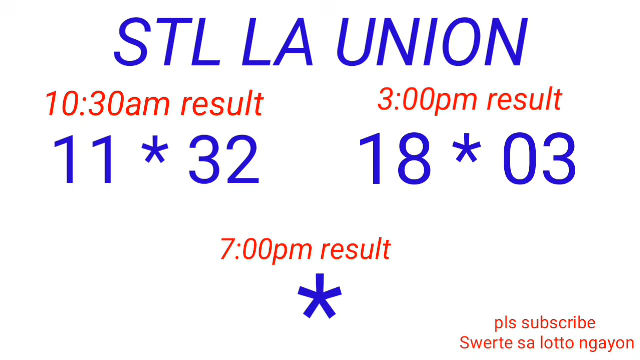 STL LA UNION
10:30am result
3:00pm result
11 * 32
18 * 03
7:00pm result
*
pls subscribe
Swerte sa lotto ngayon